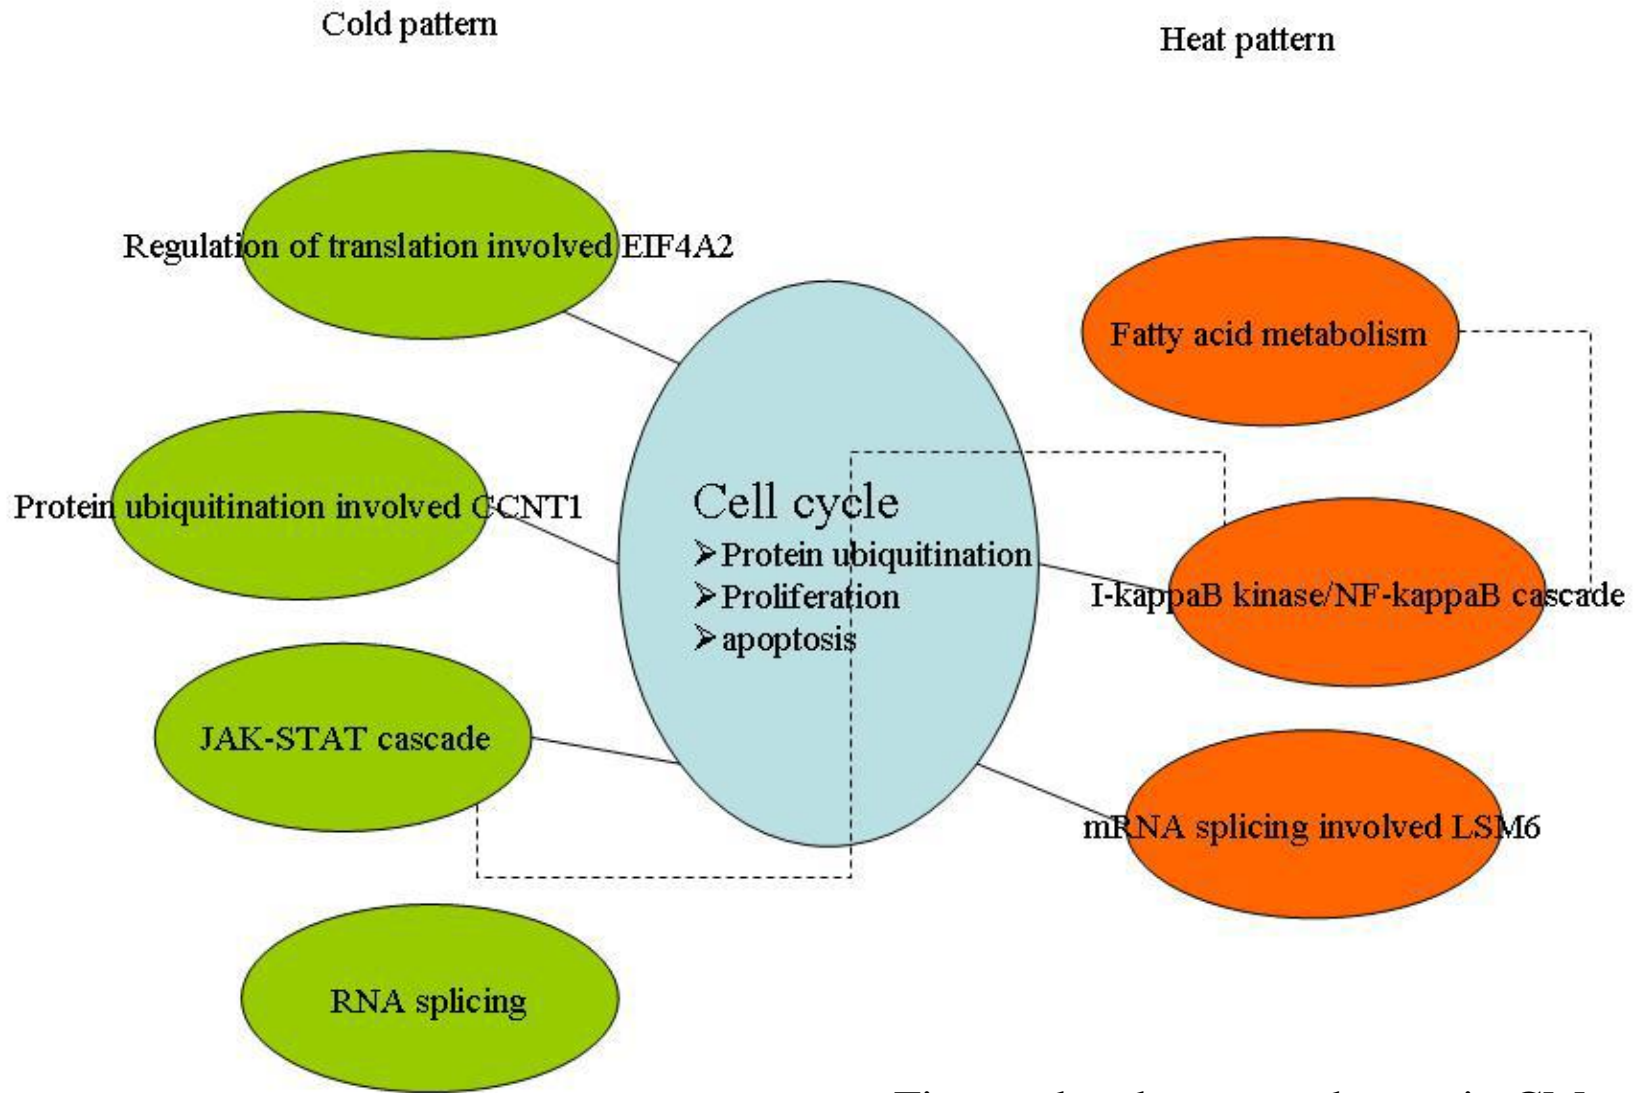 Cold pattern
Heat pattern
Regulation of translation involved EIF4A2
Fatty acid metabolism
Protein ubiquitination involved CCNT1
Cell cycle
➢Protein ubiquitination
➢Proliferation
➢apoptosis
I-kappaB kinase/NF-kappaB cascade
JAK-STAT cascade
mRNA splicing involved LSM6
RNA splicing